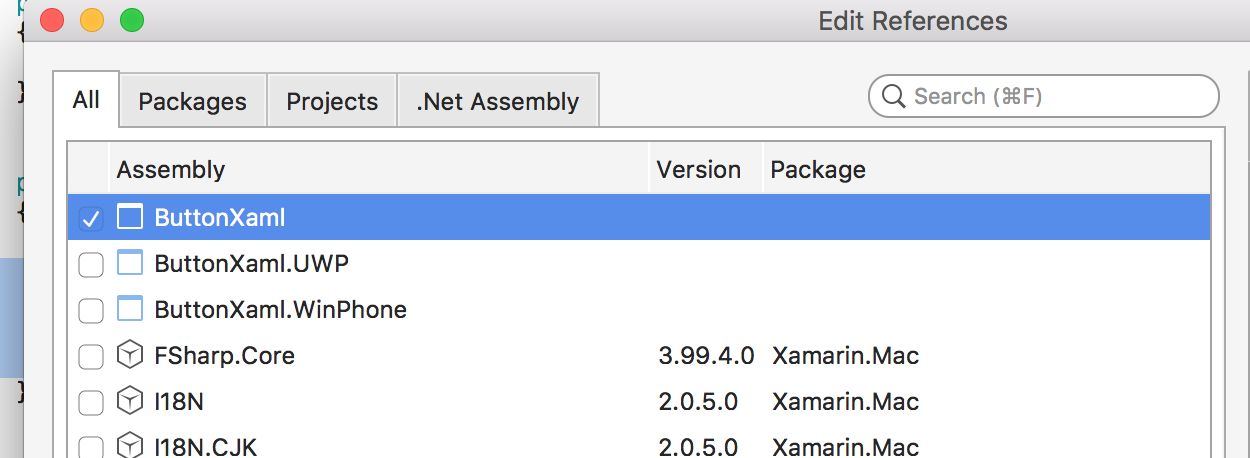 Edit References
All Packages Projects .Net Assembly Search (⌘F)
Assembly Version Package
ButtonXaml
ButtonXaml.UWP
ButtonXaml.WinPhone
FSharp.Core 3.99.4.0 Xamarin.Mac
I18N 2.0.5.0 Xamarin.Mac
I18N.CJK 2.0.5.0 Xamarin.Mac